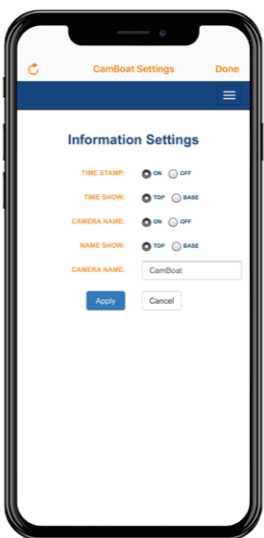 CamBoat Settings Done
Information Settings
TIME STAMP: ON OFF
TIME SHOW: TOP BASE
CAMERA NAME: ON OFF
NAME SHOW: TOP BASE
CAMERA NAME: CamBoat
Apply Cancel